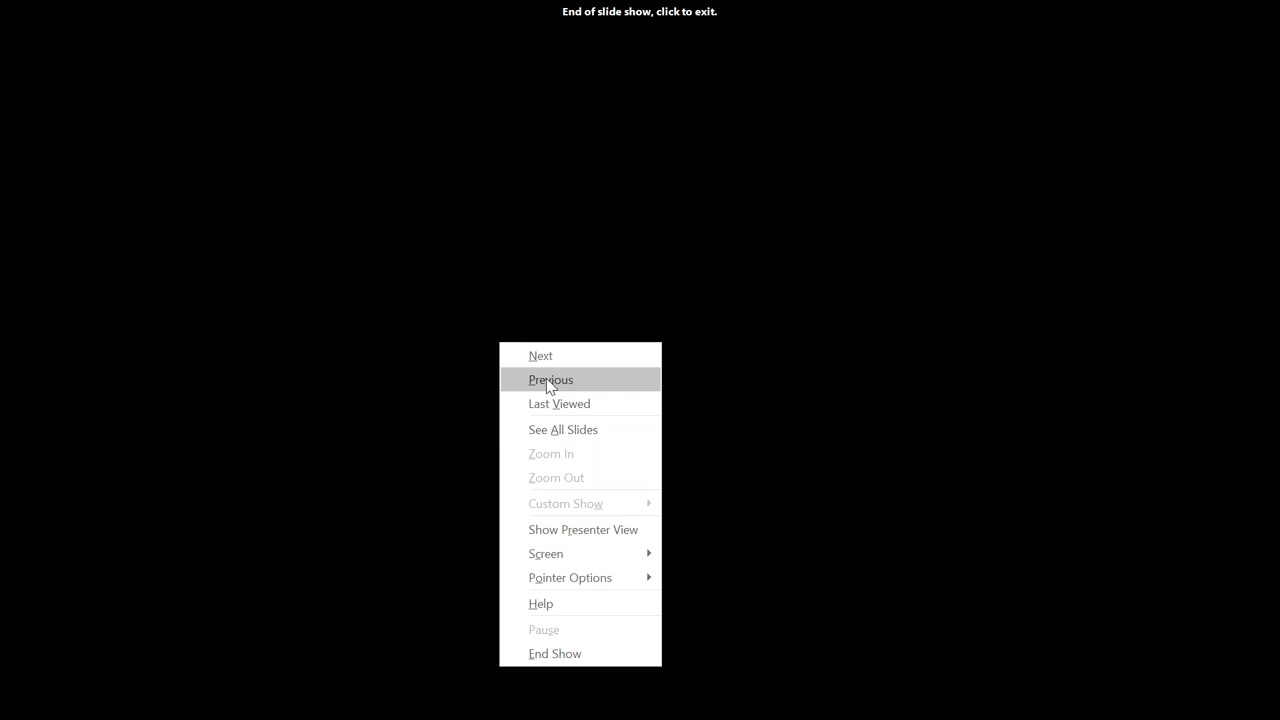 End of slide show, click to exit.
Next
Previous
Last Viewed
See All Slides
Zoom In
Zoom Out
Custom Show
Show Presenter View
Screen
Pointer Options
Help
Pause
End Show